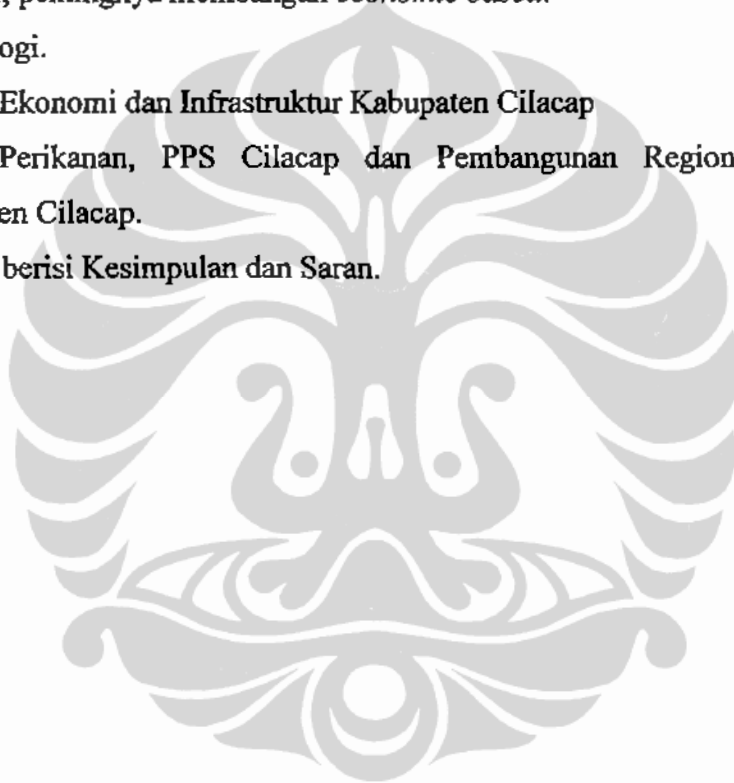 ogi.
Ekonomi dan Infrastruktur Kabupaten Cilacap
Perikanan, PPS Cilacap dan Pembangunan Region
en Cilacap.
berisi Kesimpulan dan Saran.